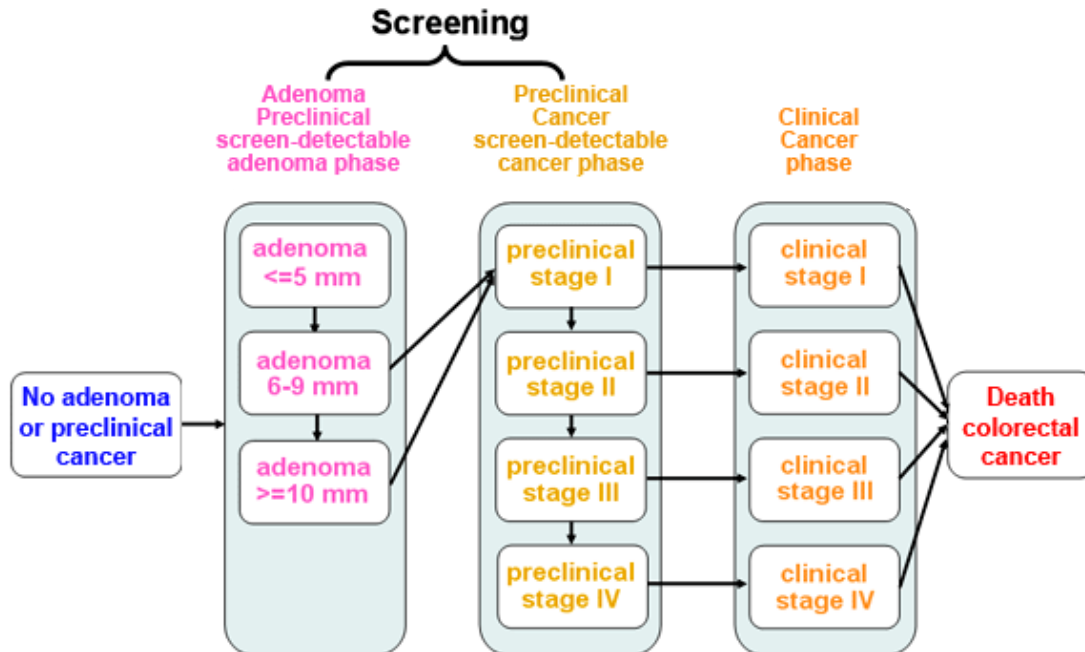 Screening
Adenoma
Preclinical
screen-detectable
adenoma phase
Preclinical
Cancer
screen-detectable
cancer phase
Clinical
Cancer
phase
No adenoma
or preclinical
cancer
adenoma
<=5 mm
adenoma
6-9 mm
adenoma
>=10 mm
preclinical
stage I
preclinical
stage II
preclinical
stage III
preclinical
stage IV
clinical
stage I
clinical
stage II
clinical
stage III
clinical
stage IV
Death
colorectal
cancer